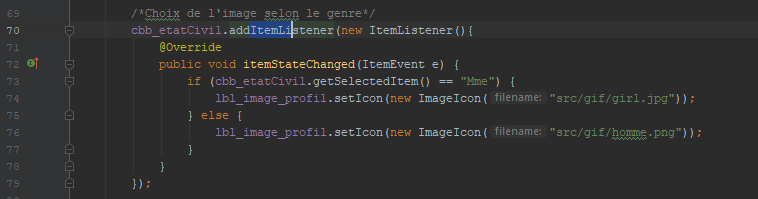 69 /*Choix de l'image selon le genre*/
70 cbb_etatCivil.addItemListener(new ItemListener(){
71 @Override
72 public void itemStateChanged(ItemEvent e) {
73 if (cbb_etatCivil.getSelectedItem() == "Mme") {
74 lbl_image_profil.setIcon(new ImageIcon( filename: "src/gif/girl.jpg"));
75 } else {
76 lbl_image_profil.setIcon(new ImageIcon( filename: "src/gif/homme.png"));
77 }
78 }
79 });